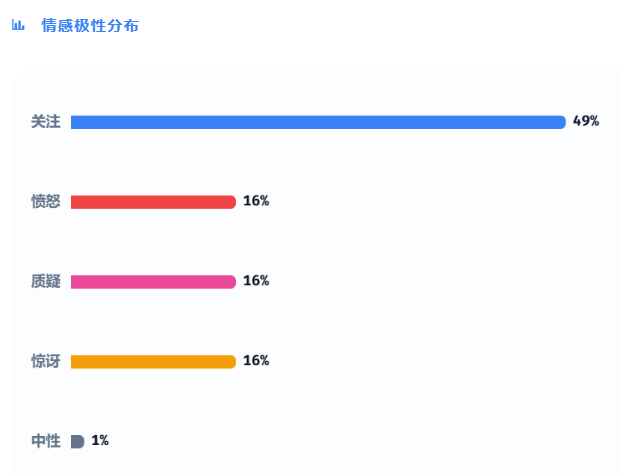 情感极性分布
关注 49%
愤怒 16%
质疑 16%
惊讶 16%
中性 1%